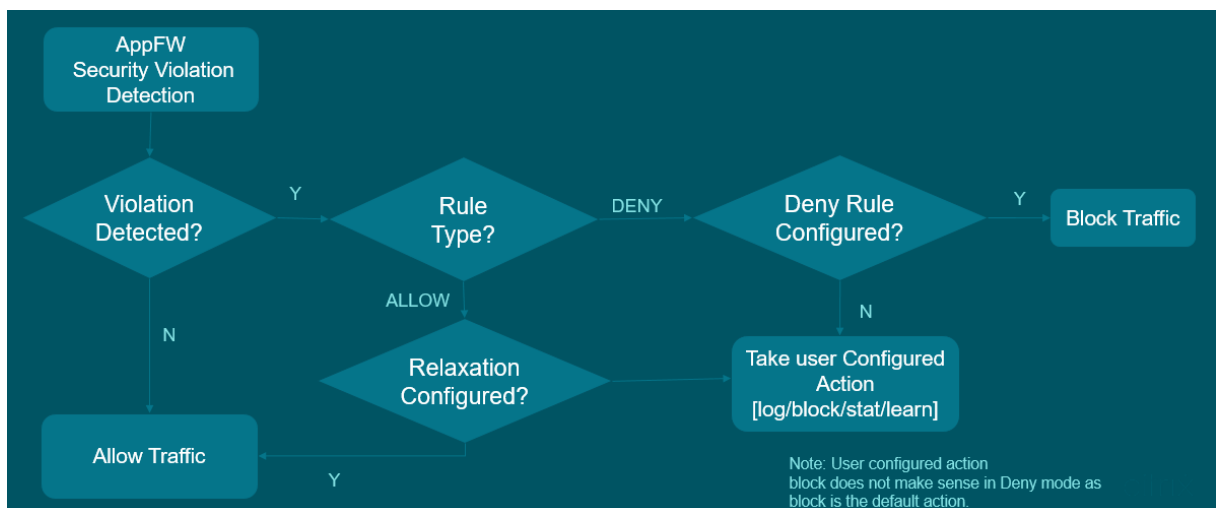 AppFW
Security Violation
Detection
Violation
Detected?
Y
Rule
Type?
DENY
Deny Rule
Configured?
Y
Block Traffic
ALLOW
N
N
Relaxation
Configured?
Take user Configured
Action
[log/block/stat/learn]
Allow Traffic
Y
Note: User configured action
block does not make sense in Deny mode as
block is the default action.